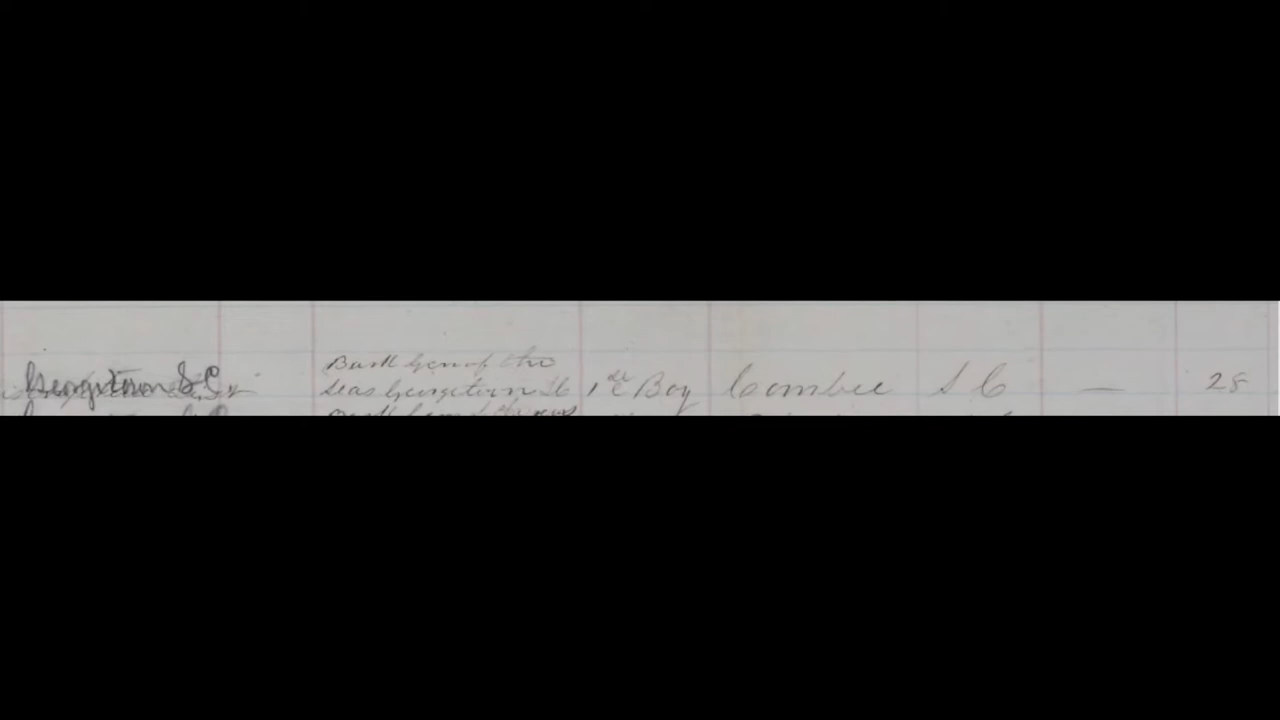 Bark Gem of the
Georgetown S.C. Seas Georgetown SC 1st C Boy Combee S C — 28